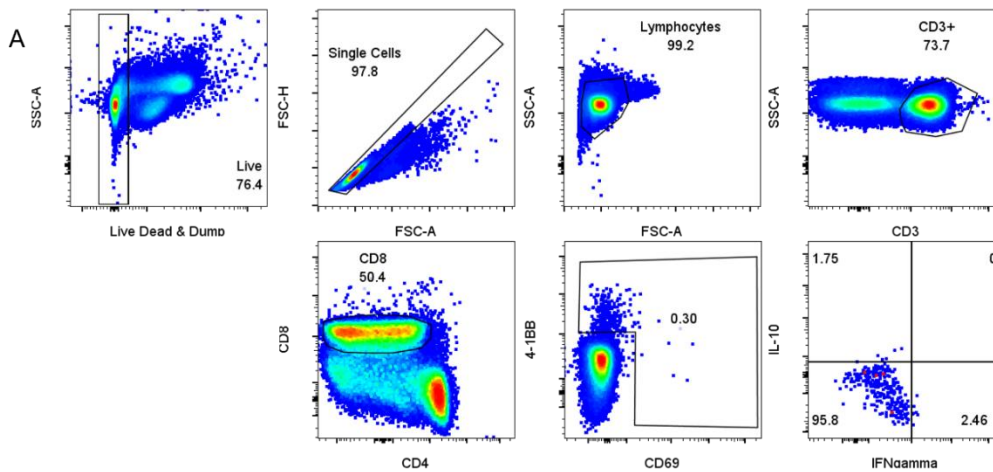 A
SSC-A
Live
76.4
Live Dead & Dump
FSC-H
Single Cells
97.8
FSC-A
SSC-A
Lymphocytes
99.2
FSC-A
SSC-A
CD3+
73.7
CD3
CD8
CD8
50.4
CD4
4-1BB
0.30
CD69
IL-10
1.75
0
95.8
2.46
IFNgamma